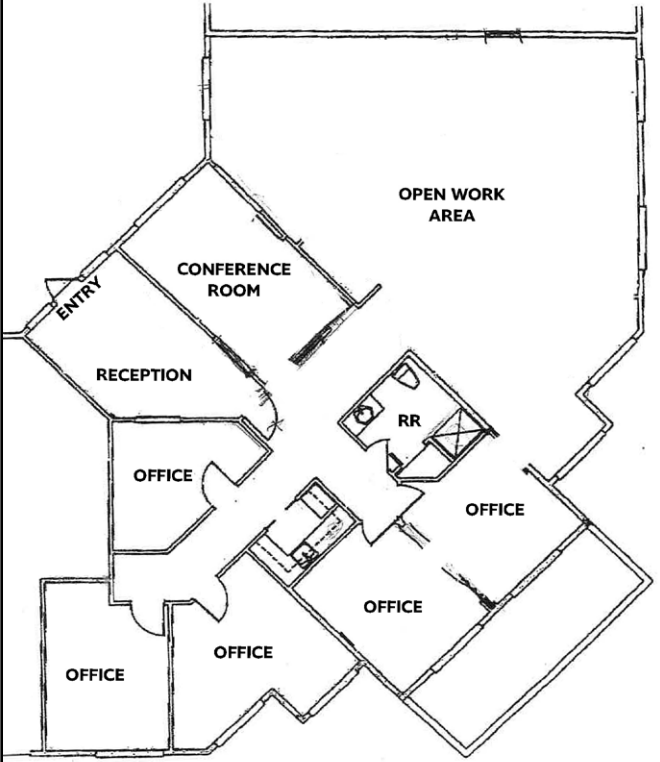 OPEN WORK
AREA
CONFERENCE
ROOM
ENTRY
RECEPTION
RR
OFFICE
OFFICE
OFFICE
OFFICE
OFFICE